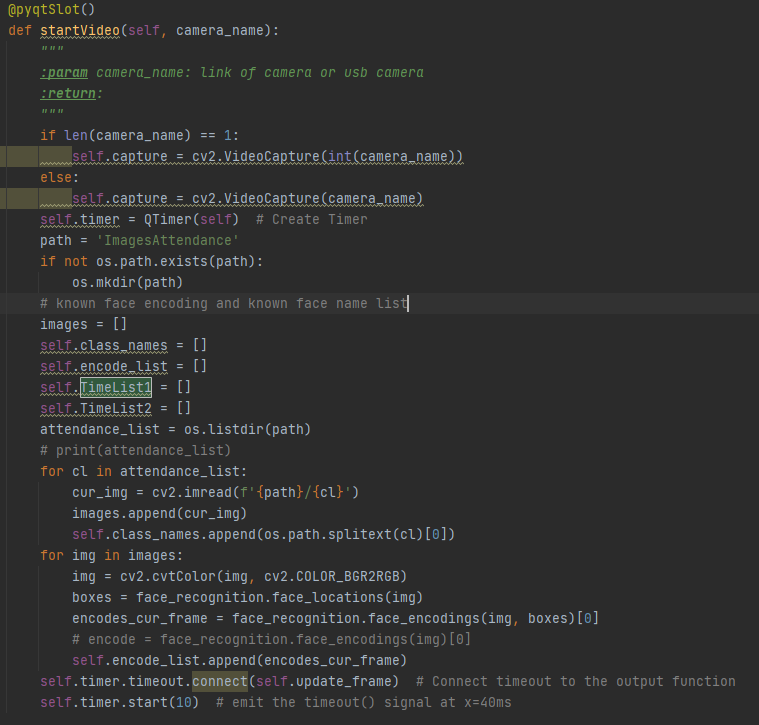 @pyqtSlot()
def startVideo(self, camera_name):
    """
    :param camera_name: link of camera or usb camera
    :return:
    """
    if len(camera_name) == 1:
        self.capture = cv2.VideoCapture(int(camera_name))
    else:
        self.capture = cv2.VideoCapture(camera_name)
    self.timer = QTimer(self)  # Create Timer
    path = 'ImagesAttendance'
    if not os.path.exists(path):
        os.mkdir(path)
    # known face encoding and known face name list
    images = []
    self.class_names = []
    self.encode_list = []
    self.TimeList1 = []
    self.TimeList2 = []
    attendance_list = os.listdir(path)
    # print(attendance_list)
    for cl in attendance_list:
        cur_img = cv2.imread(f'{path}/{cl}')
        images.append(cur_img)
        self.class_names.append(os.path.splitext(cl)[0])
    for img in images:
        img = cv2.cvtColor(img, cv2.COLOR_BGR2RGB)
        boxes = face_recognition.face_locations(img)
        encodes_cur_frame = face_recognition.face_encodings(img, boxes)[0]
        # encode = face_recognition.face_encodings(img)[0]
        self.encode_list.append(encodes_cur_frame)
    self.timer.timeout.connect(self.update_frame)  # Connect timeout to the output function
    self.timer.start(10)  # emit the timeout() signal at x=40ms